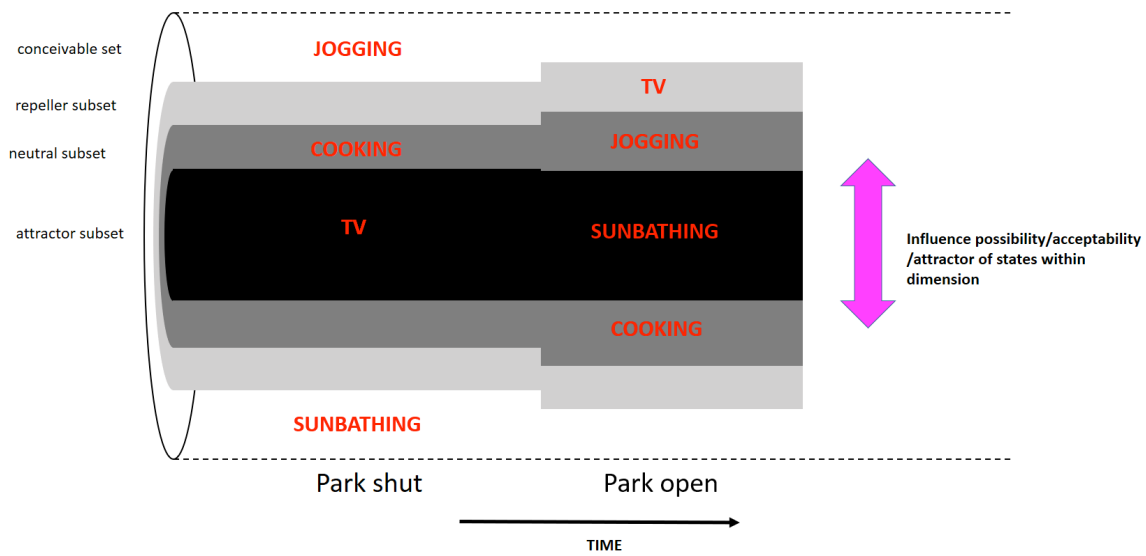 conceivable set
JOGGING
repeller subset
TV
neutral subset
COOKING
JOGGING
attractor subset
TV
SUNBATHING
Influence possibility/acceptability
/attractor of states within
dimension
COOKING
SUNBATHING
Park shut
Park open
TIME